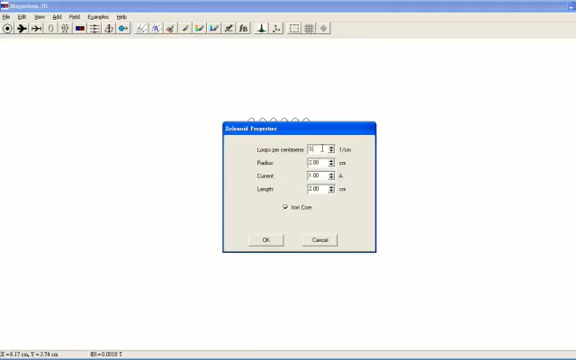 Magnetism, 2D
File Edit View Add Field Examples Help
Solenoid Properties
Loops per centimeter: 1/cm
Radius: 2.00 cm
Current: 1.00 A
Length: 2.00 cm
Iron Core
OK Cancel
X = 8.17 cm, Y = 3.74 cm |B| = 0.0018 T